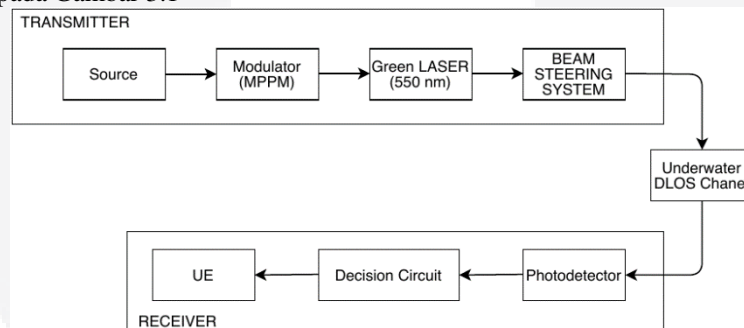 pada Gambar 3.1
TRANSMITTER
Source
Modulator
(MPPM)
Green LASER
(550 nm)
BEAM
STEERING
SYSTEM
Underwater
DLOS Chane
UE
Decision Circuit
Photodetector
RECEIVER